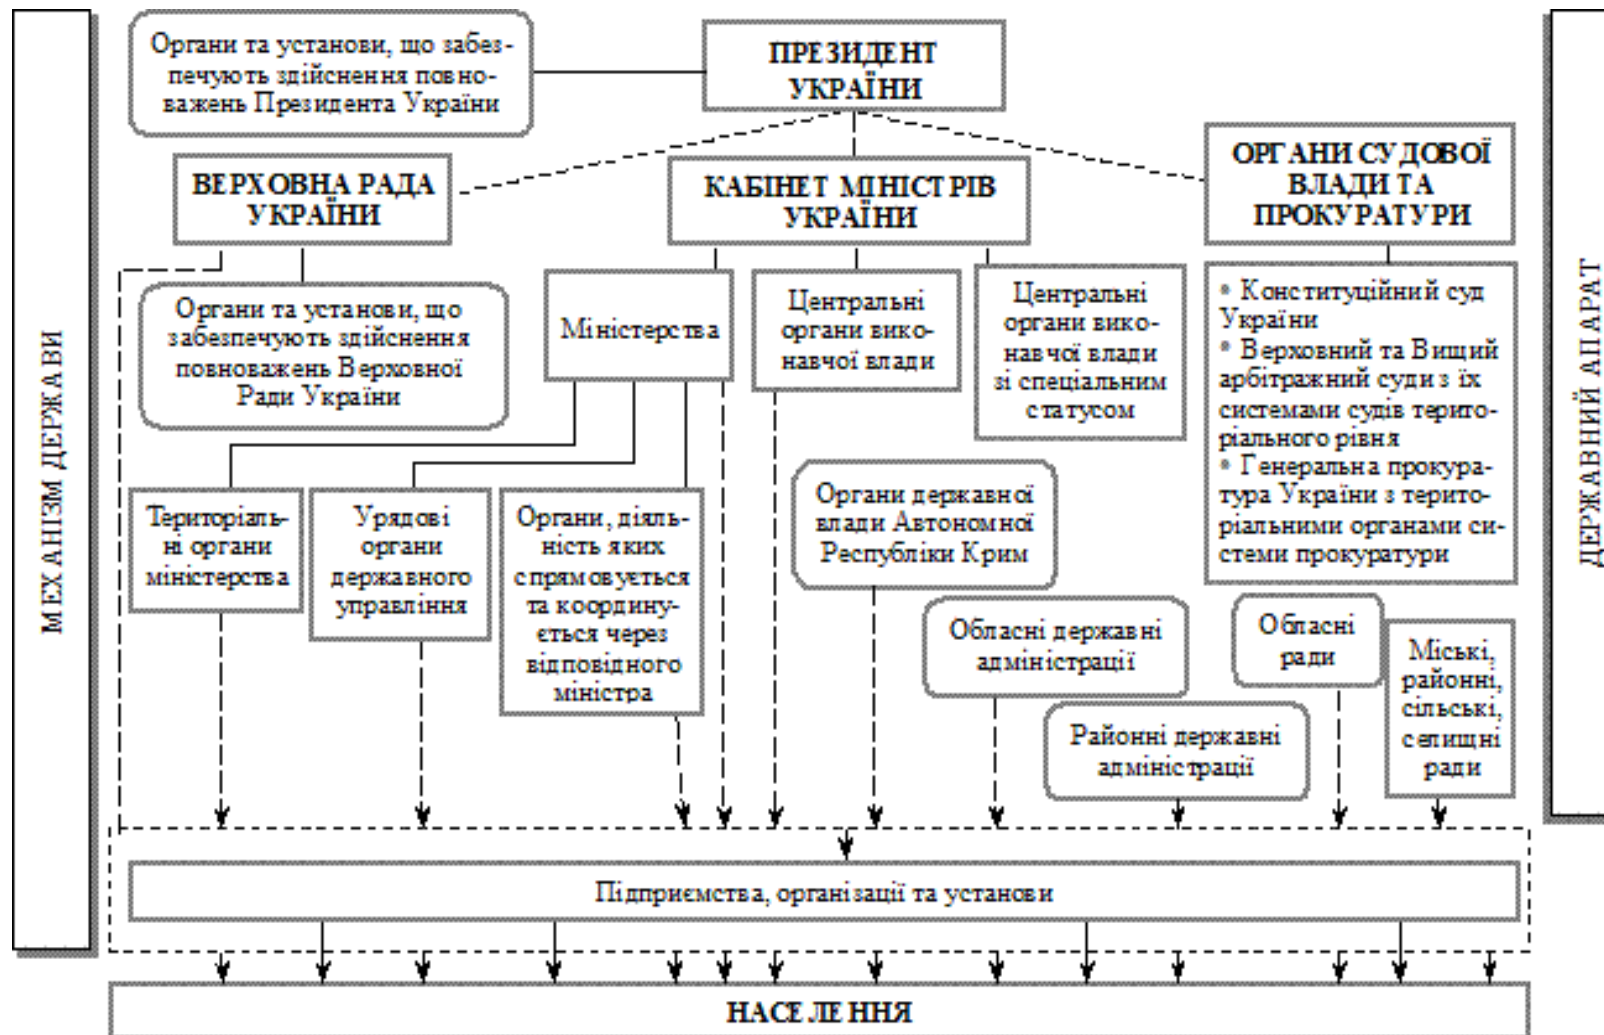 МЕХАНІЗМ ДЕРЖАВИ
Органи та установи, що забез-
печують здійснення повно-
важень Президента України
ПРЕЗИДЕНТ
УКРАЇНИ
ВЕРХОВНА РАДА
УКРАЇНИ
КАБІНЕТ МІНІСТРІВ
УКРАЇНИ
ОРГАНИ СУДОВОЇ
ВЛАДИ ТА
ПРОКУРАТУРИ
Органи та установи, що
забезпечують здійснення
повноважень Верховної
Ради України
Міністерства
Центральні
органи вико-
навчої влади
Центральні
органи вико-
навчої влади
зі спеціальним
статусом
• Конституційний суд
України
• Верховний та Вищий
арбітражний суди з їх
системами судів терито-
ріального рівня
• Генеральна прокура-
тура України з терито-
ріальними органами си-
стеми прокуратури
Територіаль-
ні органи
міністерства
Урядові
органи
державного
управління
Органи, діяль-
ність яких
спрямовується
та координу-
ється через
відповідного
міністра
Органи державної
влади Автономної
Республіки Крим
Обласні державні
адміністрації
Районні державні
адміністрації
Обласні
ради
Міські,
районні,
сільські,
селищні
ради
Підприємства, організації та установи
НАСЕЛЕННЯ
ДЕРЖАВНИЙ АПАРАТ